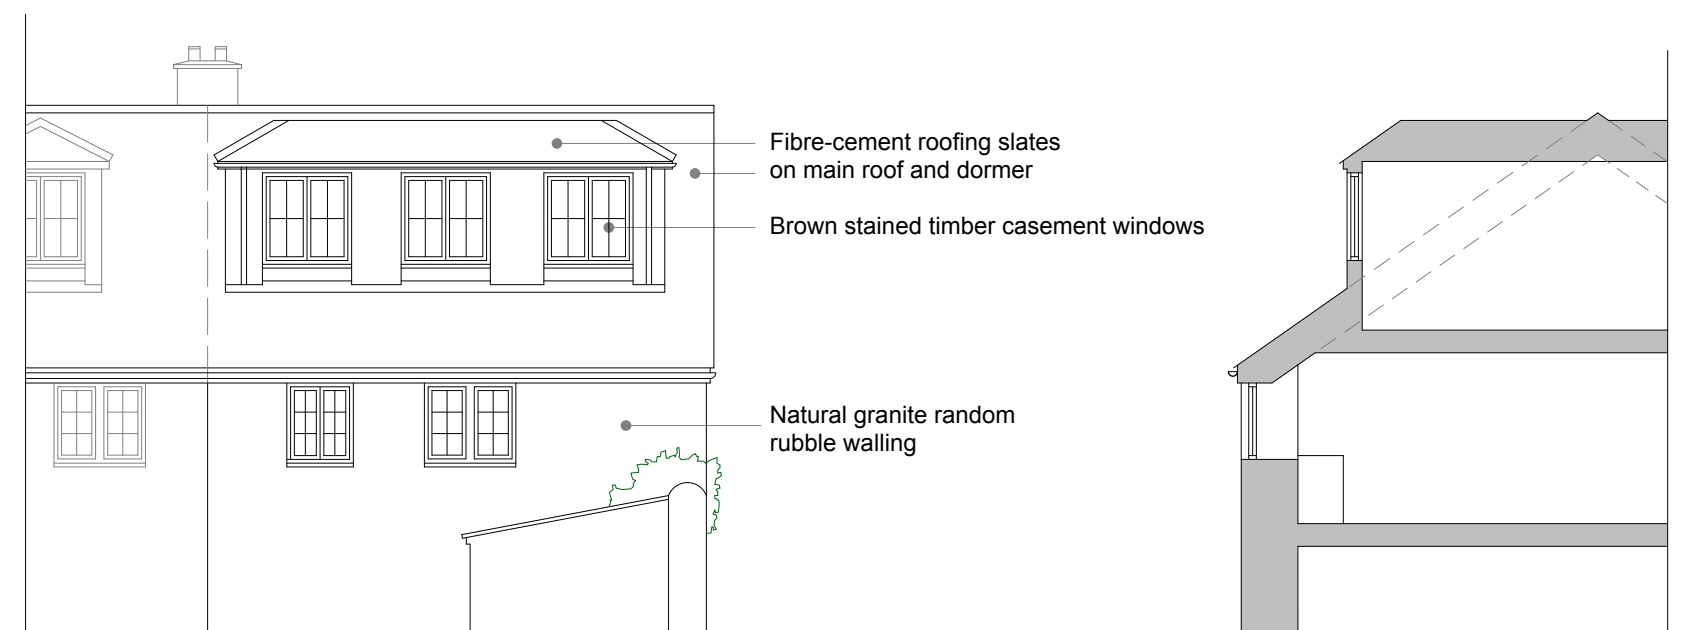 Fibre-cement roofing slates
on main roof and dormer
Brown stained timber casement windows
Natural granite random
rubble walling